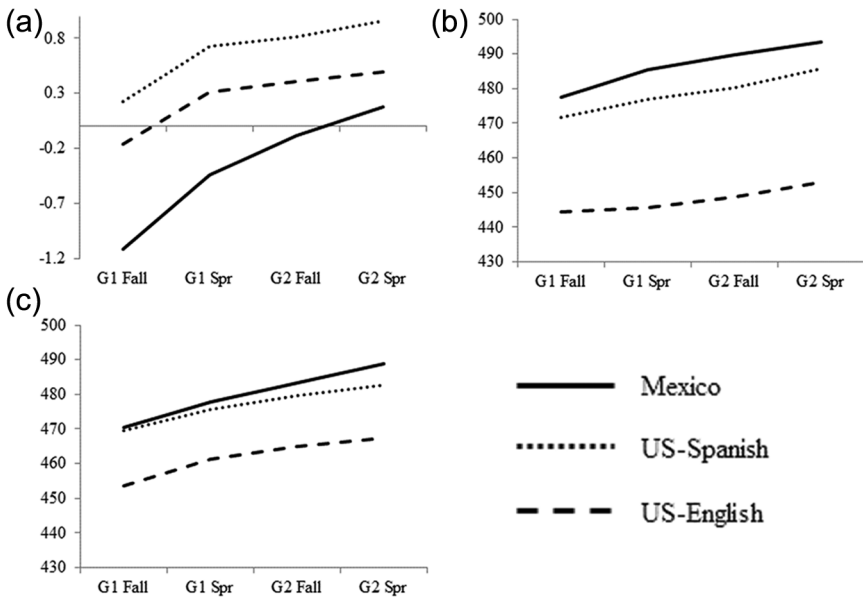 (a)
0.8
0.3
-0.2
-0.7
-1.2
G1 Fall G1 Spr G2 Fall G2 Spr
(b)
500
490
480
470
460
450
440
430
G1 Fall G1 Spr G2 Fall G2 Spr
(c)
500
490
480
470
460
450
440
430
G1 Fall G1 Spr G2 Fall G2 Spr
Mexico
US-Spanish
US-English